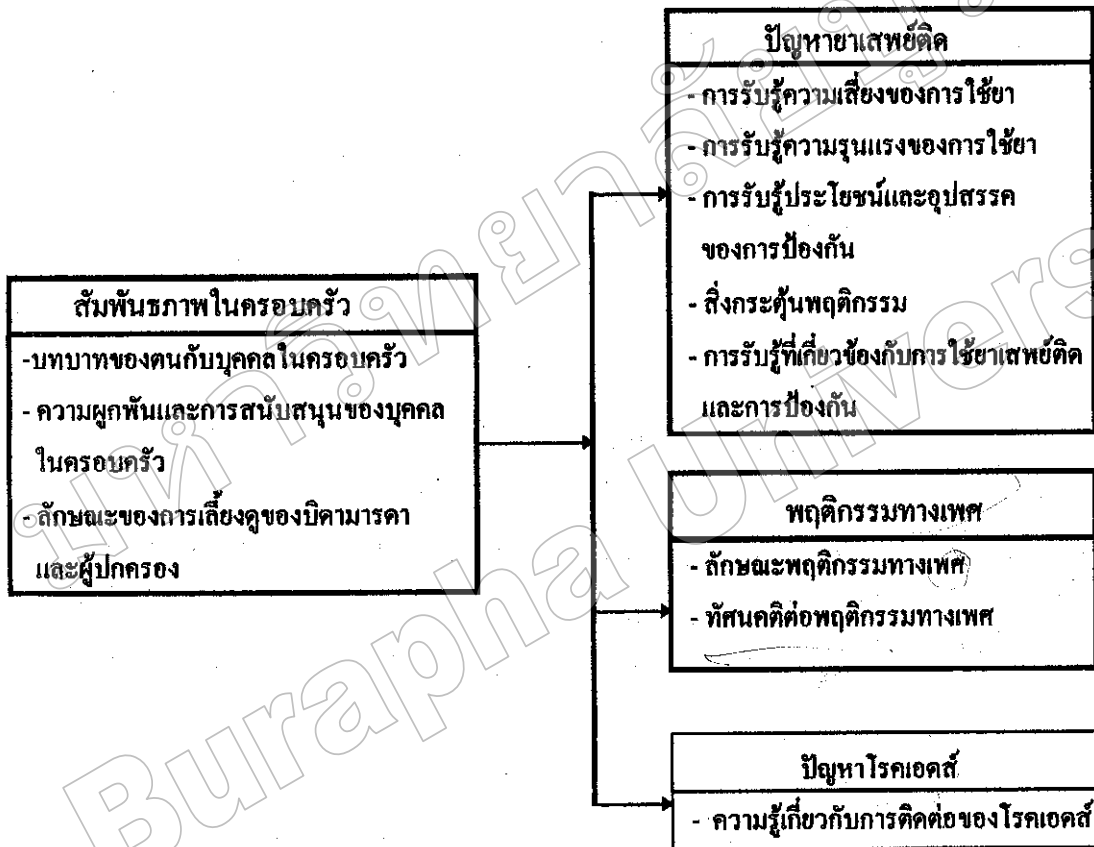 ปัญหายาเสพย์ติด
- การรับรู้ความเสี่ยงของการใช้ยา
- การรับรู้ความรุนแรงของการใช้ยา
- การรับรู้ประโยชน์และอุปสรรค
ของการป้องกัน
- สิ่งกระตุ้นพฤติกรรม
- การรับรู้ที่เกี่ยวข้องกับการใช้ยาเสพย์ติด
และการป้องกัน
สัมพันธภาพในครอบครัว
-บทบาทของตนกับบุคคลในครอบครัว
- ความผูกพันและการสนับสนุนของบุคคล
ในครอบครัว
- ลักษณะของการเลี้ยงดูของบิดามารดา
และผู้ปกครอง
พฤติกรรมทางเพศ
- ลักษณะพฤติกรรมทางเพศ
- ทัศนคติต่อพฤติกรรมทางเพศ
ปัญหาโรคเอดส์
- ความรู้เกี่ยวกับการติดต่อของโรคเอดส์
Burapha Univers